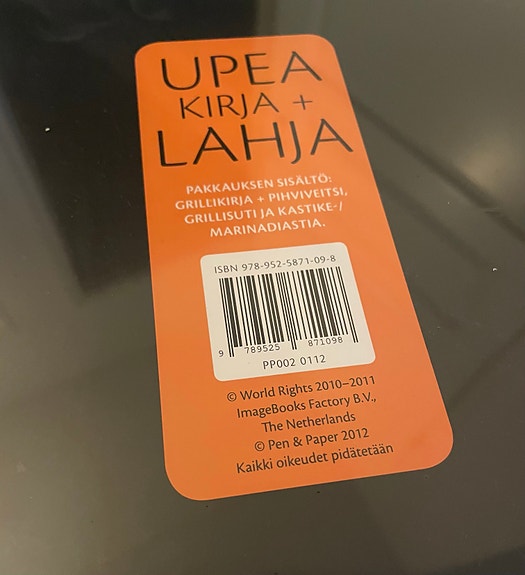 UPEA
KIRJA +
LAHJA
PAKKAUKSEN SISÄLTÖ:
GRILLIKIRJA + PIHVIVEITSI,
GRILLISUTI JA KASTIKE-/
MARINADIASTIA.
ISBN 978-952-5871-09-8
9 789525 871098
PP002 0112
© World Rights 2010–2011
ImageBooks Factory B.V.,
The Netherlands
© Pen & Paper 2012
Kaikki oikeudet pidätetään